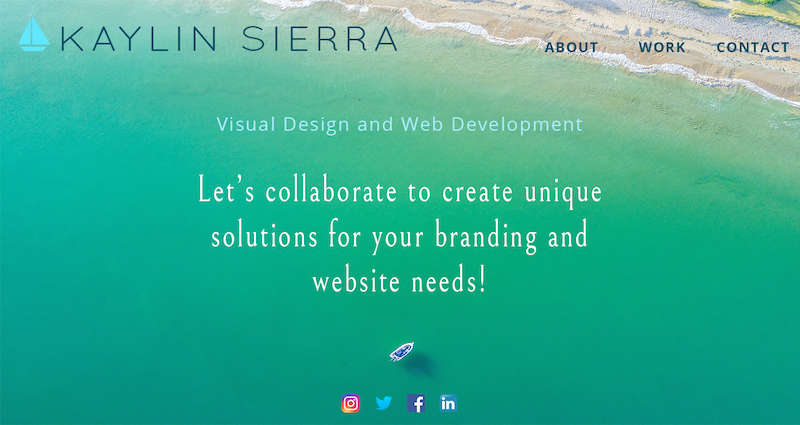 KAYLIN SIERRA
ABOUT WORK CONTACT
Visual Design and Web Development
Let’s collaborate to create unique
solutions for your branding and
website needs!